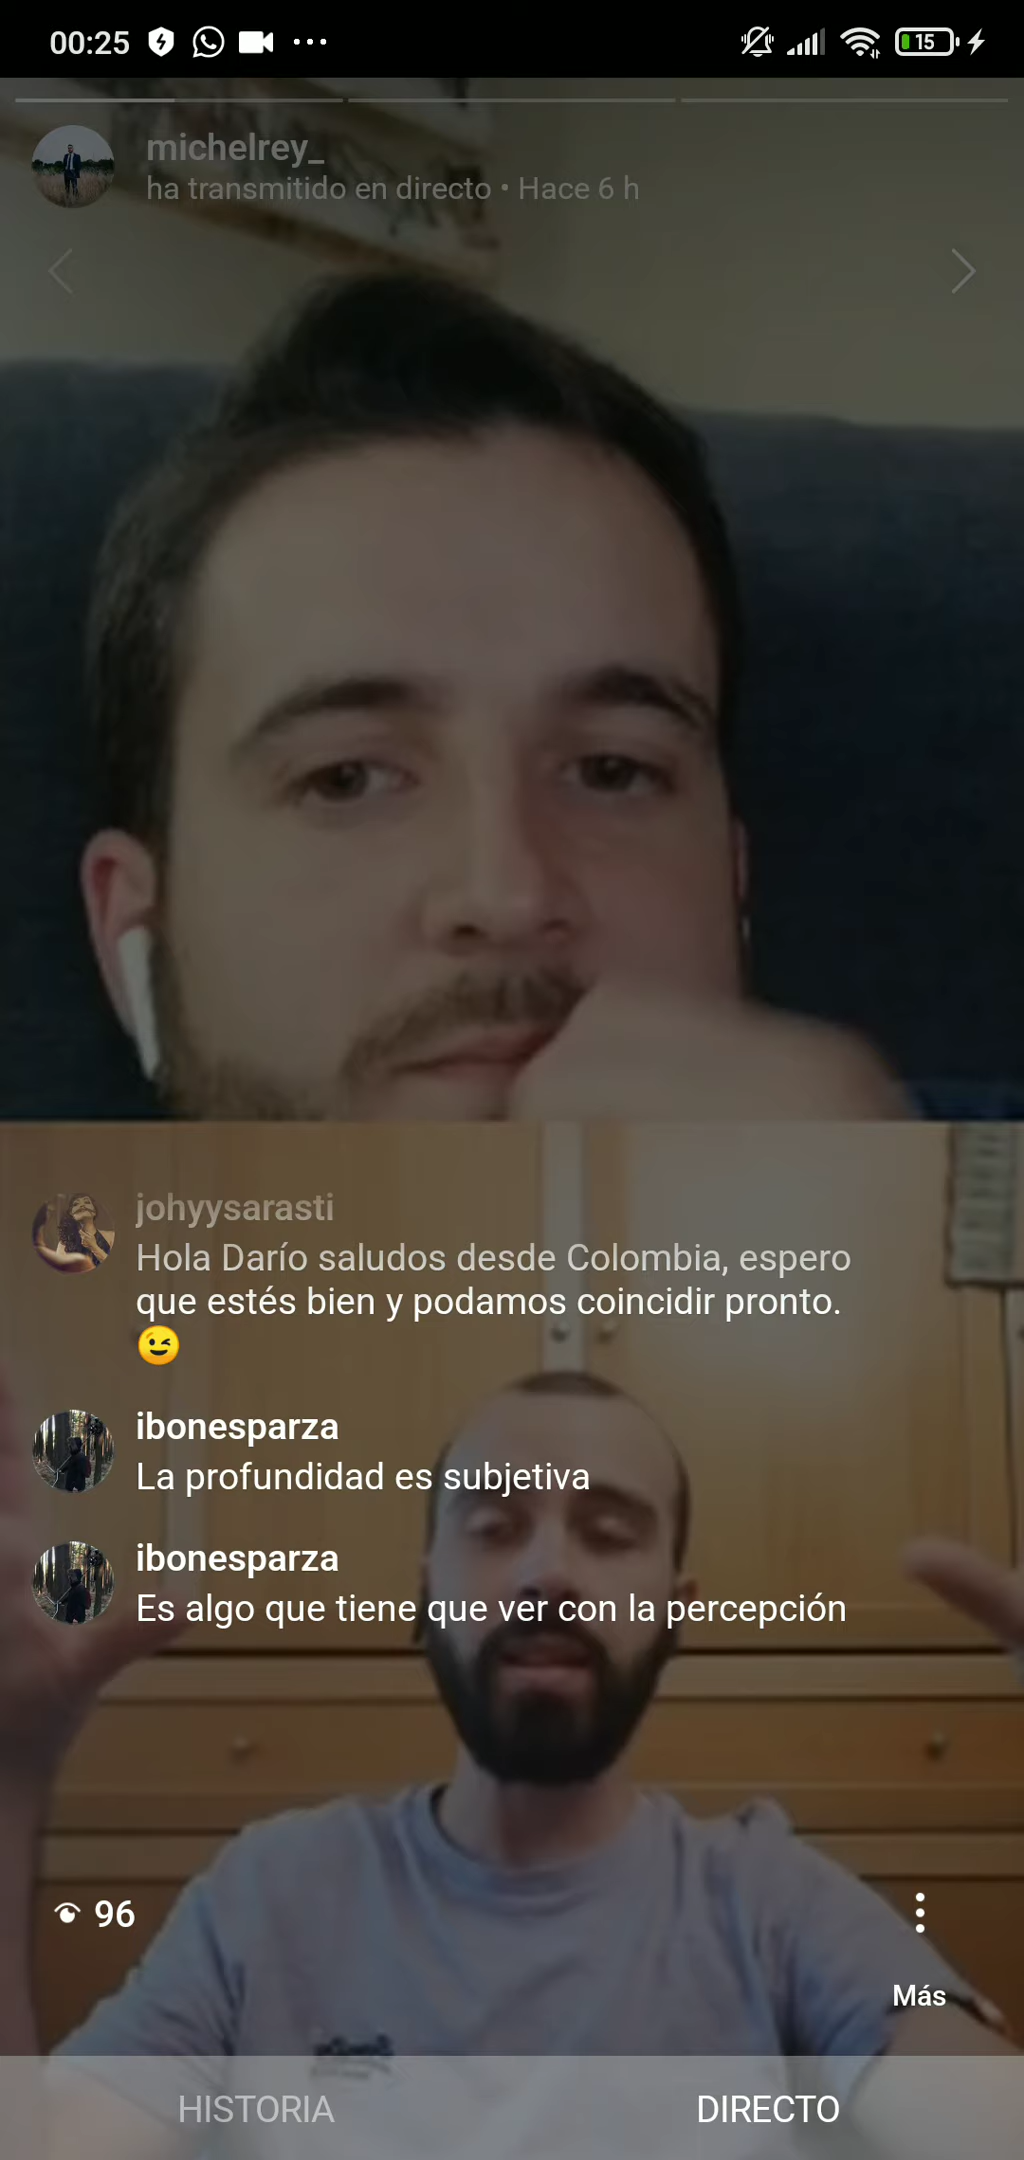 00:25
15
michelrey_
ha transmitido en directo • Hace 6 h
johyysarasti
Hola Darío saludos desde Colombia, espero
que estés bien y podamos coincidir pronto.
😉
ibonesparza
La profundidad es subjetiva
ibonesparza
Es algo que tiene que ver con la percepción
96
Más
HISTORIA
DIRECTO